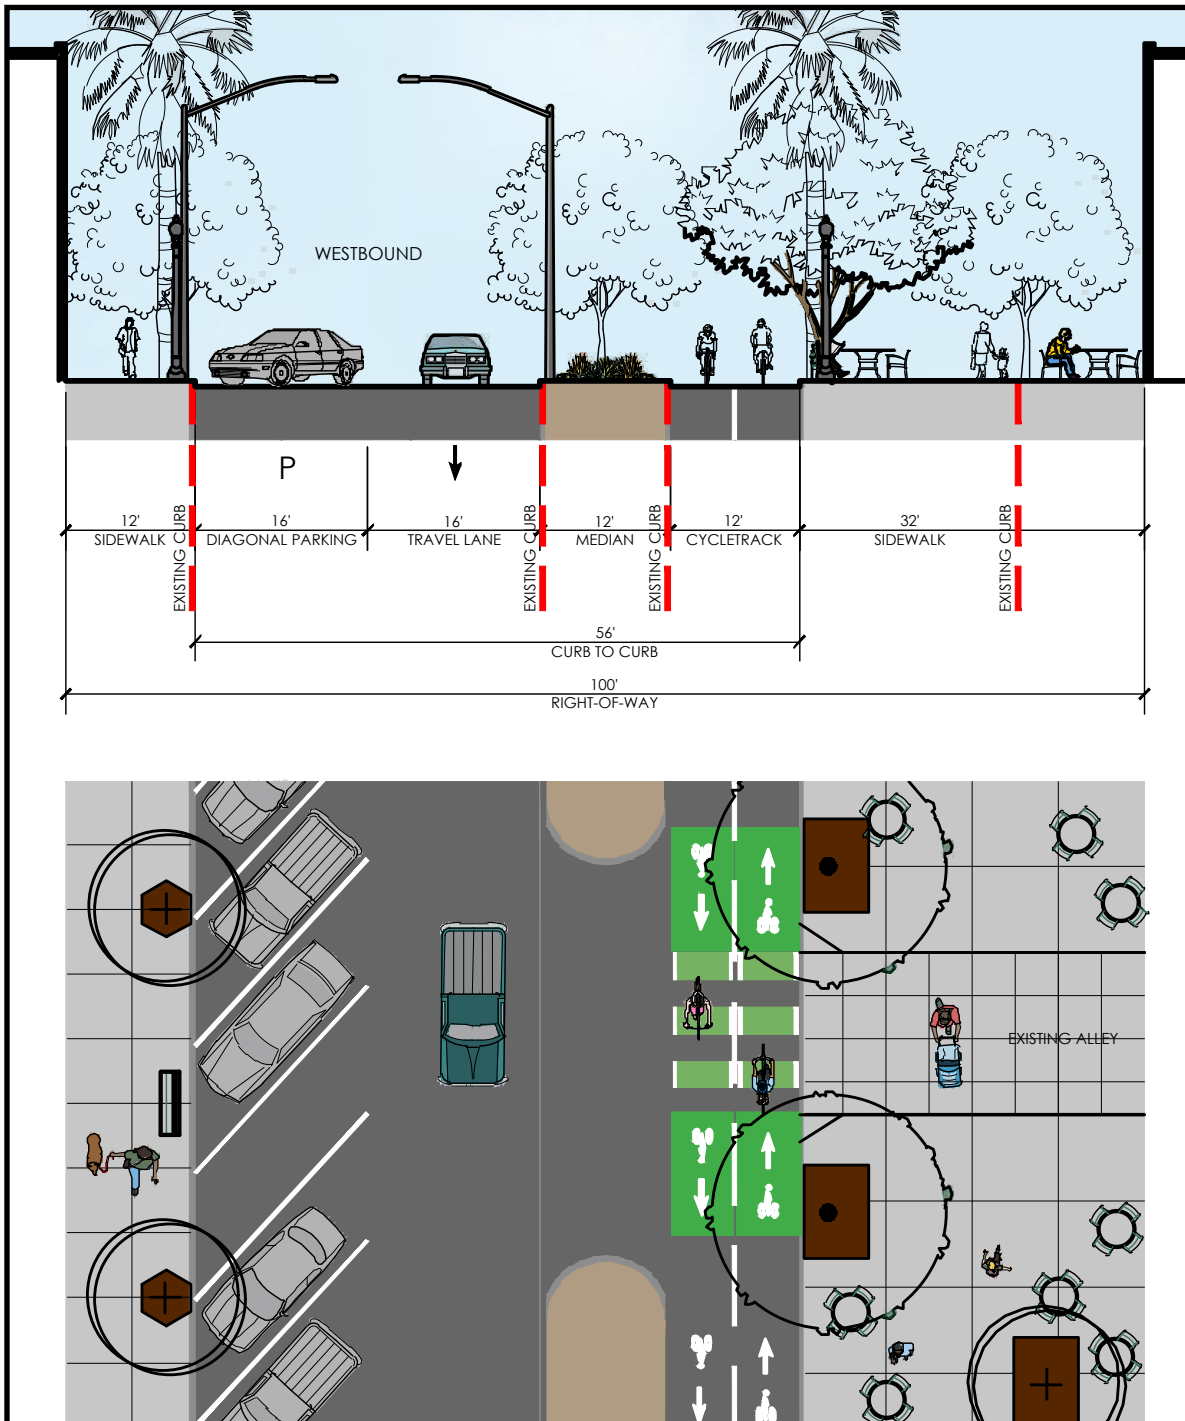 WESTBOUND
P
12'
SIDEWALK
EXISTING CURB
16'
DIAGONAL PARKING
16'
TRAVEL LANE
EXISTING CURB
12'
MEDIAN
EXISTING CURB
12'
CYCLETRACK
32'
SIDEWALK
EXISTING CURB
56'
CURB TO CURB
100'
RIGHT-OF-WAY
EXISTING ALLEY